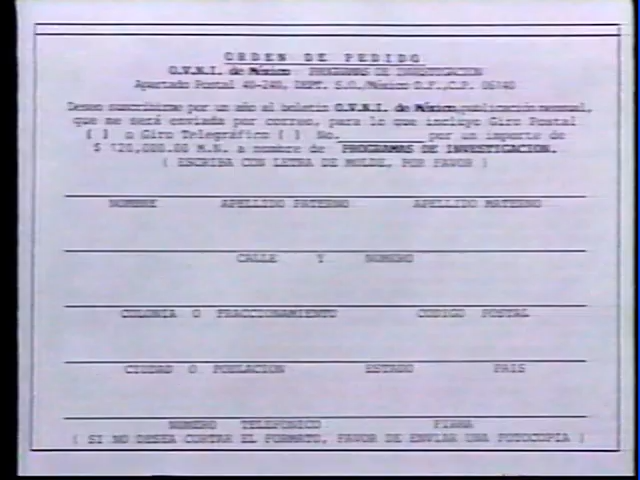 ORDEN DE PEDIDO
O.V.N.I. de México PROGRAMAS DE INVESTIGACION
Apartado Postal 40-240, DEPT. S.O./México D.F.,C.P. 06140
Deseo suscribirme por un año al boletín O.V.N.I. de México,publicación mensual,
que me será enviada por correo, para lo que incluyo Giro Postal
( ) o Giro Telegráfico ( ) No. por un importe de
$ 120,000.00 M.N. a nombre de PROGRAMAS DE INVESTIGACION.
( ESCRIBA CON LETRA DE MOLDE, POR FAVOR )
NOMBRE APELLIDO PATERNO APELLIDO MATERNO
CALLE Y NUMERO
COLONIA O FRACCIONAMIENTO CODIGO POSTAL
CIUDAD O POBLACION ESTADO PAIS
NUMERO TELEFONICO FIRMA
( SI NO DESEA CORTAR EL FORMATO, FAVOR DE ENVIAR UNA FOTOCOPIA )